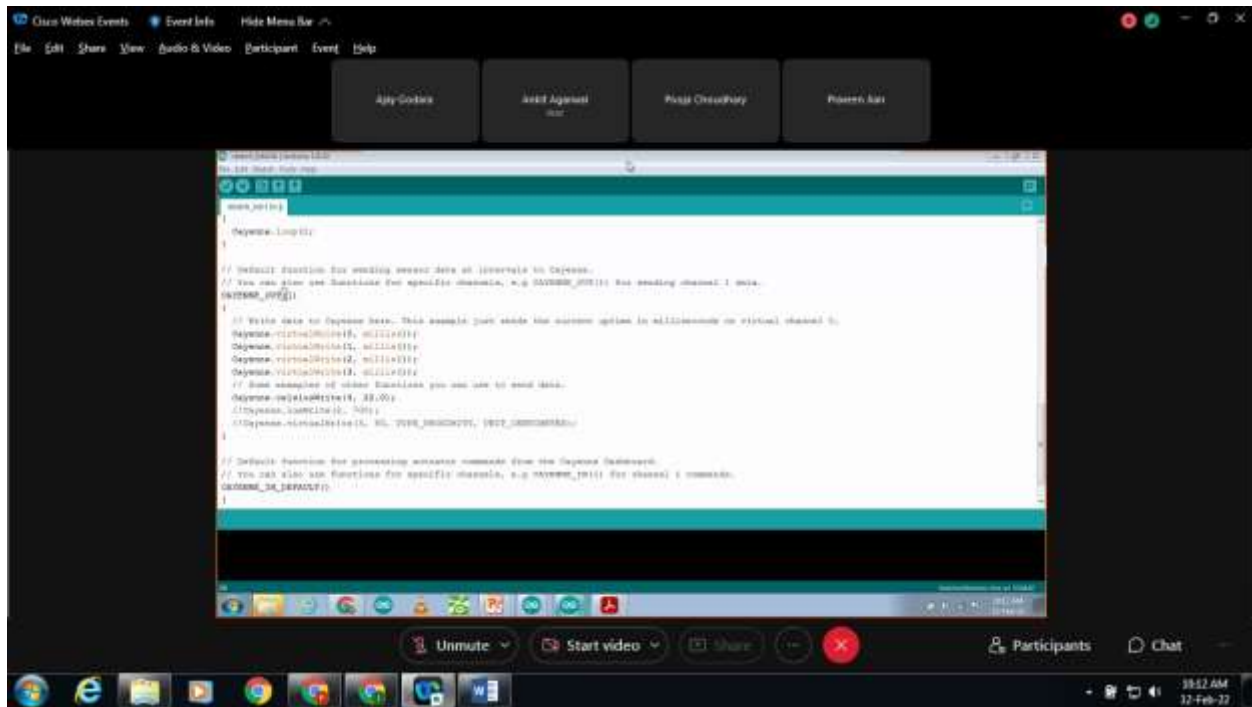 Cisco Webex Events Event Info Hide Menu Bar
File Edit Share View Audio & Video Participant Event Help
Ajay Godara
Ankit Agarwal
Host
Pooja Choudhary
Praveen
Cayenne.loop();
}
// Default function for sending sensor data at intervals to Cayenne.
// You can also use functions for specific channels, e.g CAYENNE_OUT(1) for sending channel 1 data.
{
// Write data to Cayenne here. This example just sends the current uptime in milliseconds on virtual channel
Cayenne.virtualWrite(0, millis());
Cayenne.virtualWrite(1, millis());
Cayenne.virtualWrite(2, millis());
Cayenne.virtualWrite(3, millis());
// Some examples of other functions you can use to send data.
Cayenne.celsiusWrite(4, 22.0);
//Cayenne.luxWrite(2, 700);
//Cayenne.virtualWrite(3, 50, TYPE_PROXIMITY, UNIT_CENTIMETER);
}
// Default function for processing actuator commands from the Cayenne Dashboard.
// You can also use functions for specific channels, e.g CAYENNE_IN(1) for channel 1 commands.
CAYENNE_IN_DEFAULT()
{
Unmute Start video Share Participants Chat
10:12 AM
12-Feb-22